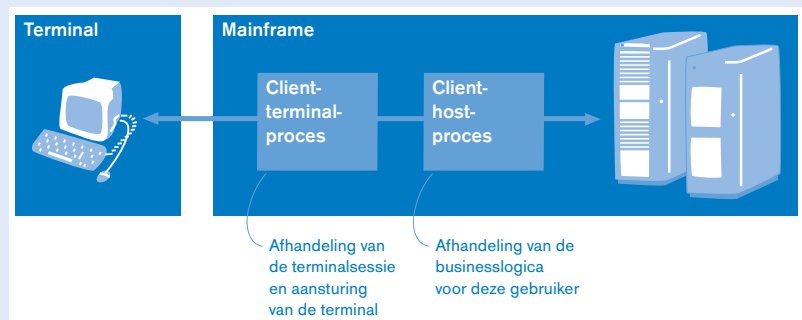 Terminal
Mainframe
Client-
terminal-
proces
Client-
host-
proces
Afhandeling van
de terminalsessie
en aansturing
van de terminal
Afhandeling van de
businesslogica
voor deze gebruiker